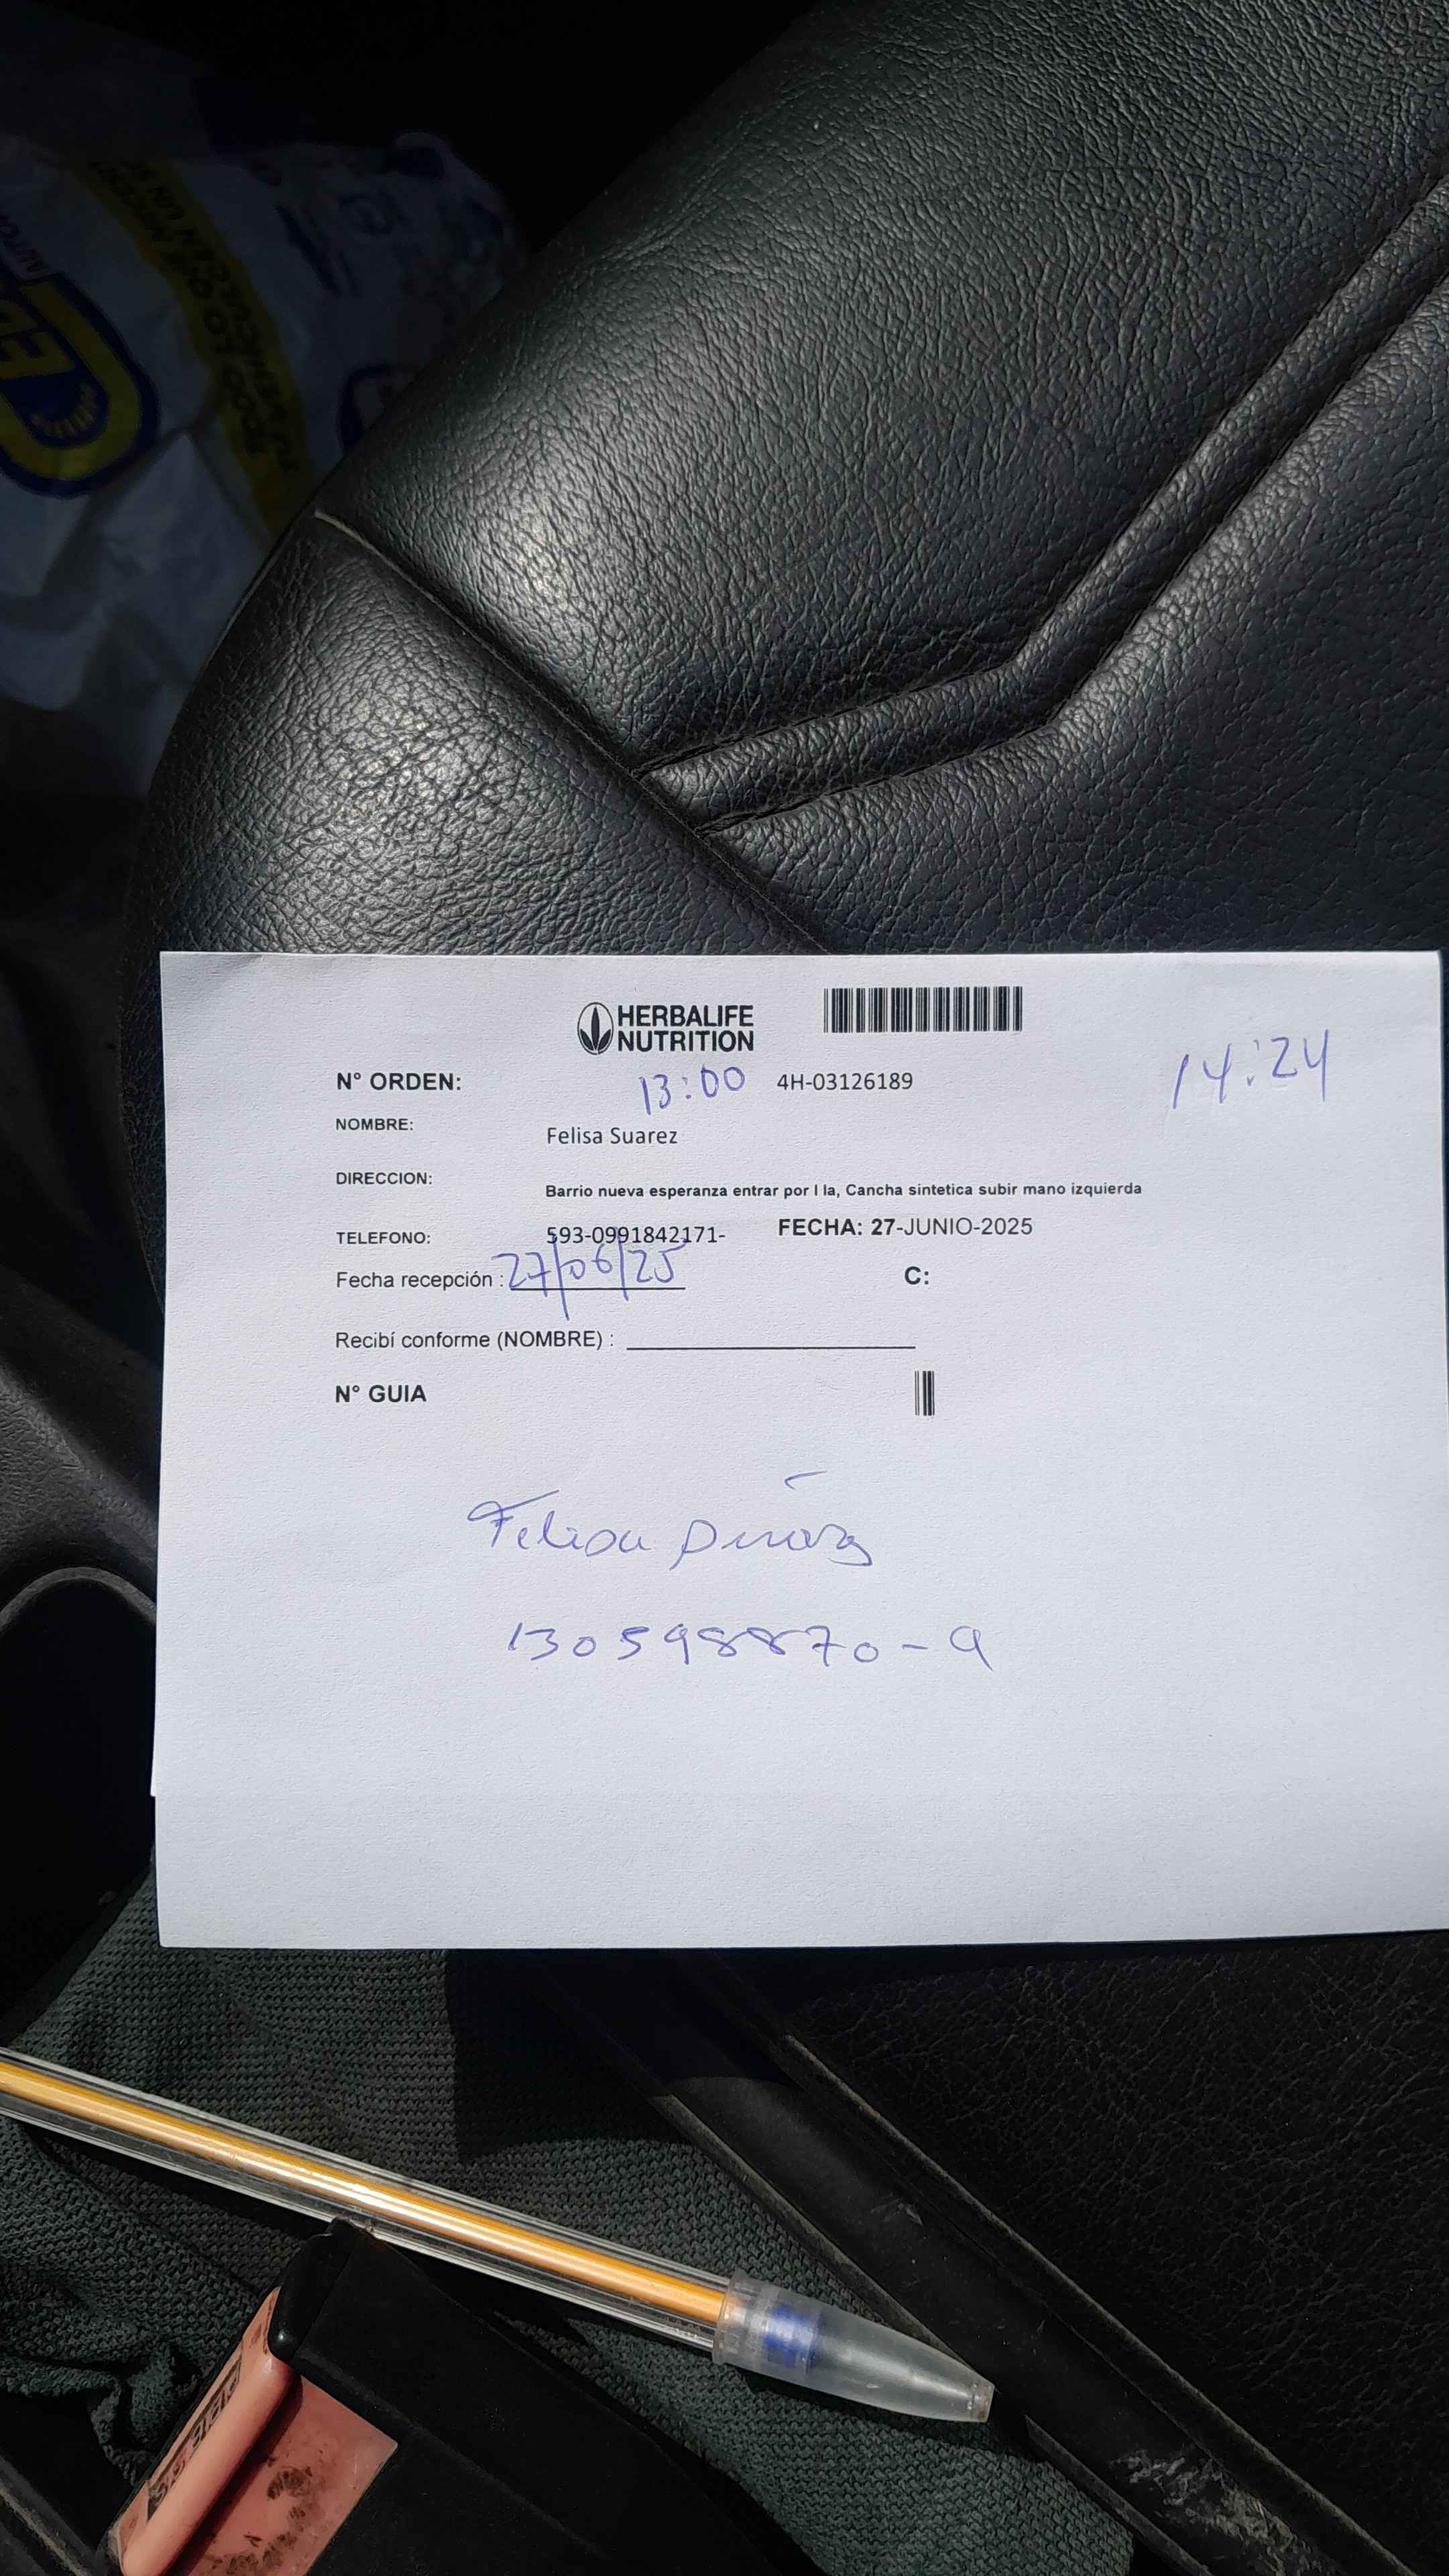 HERBALIFE
NUTRITION
14:24
N° ORDEN: 13:00 4H-03126189
NOMBRE: Felisa Suarez
DIRECCION: Barrio nueva esperanza entrar por l la, Cancha sintetica subir mano izquierda
TELEFONO: 593-0991842171- FECHA: 27-JUNIO-2025
Fecha recepción : 27/06/25 C:
Recibí conforme (NOMBRE) :
N° GUIA
Felisa Suárez
130598870-9